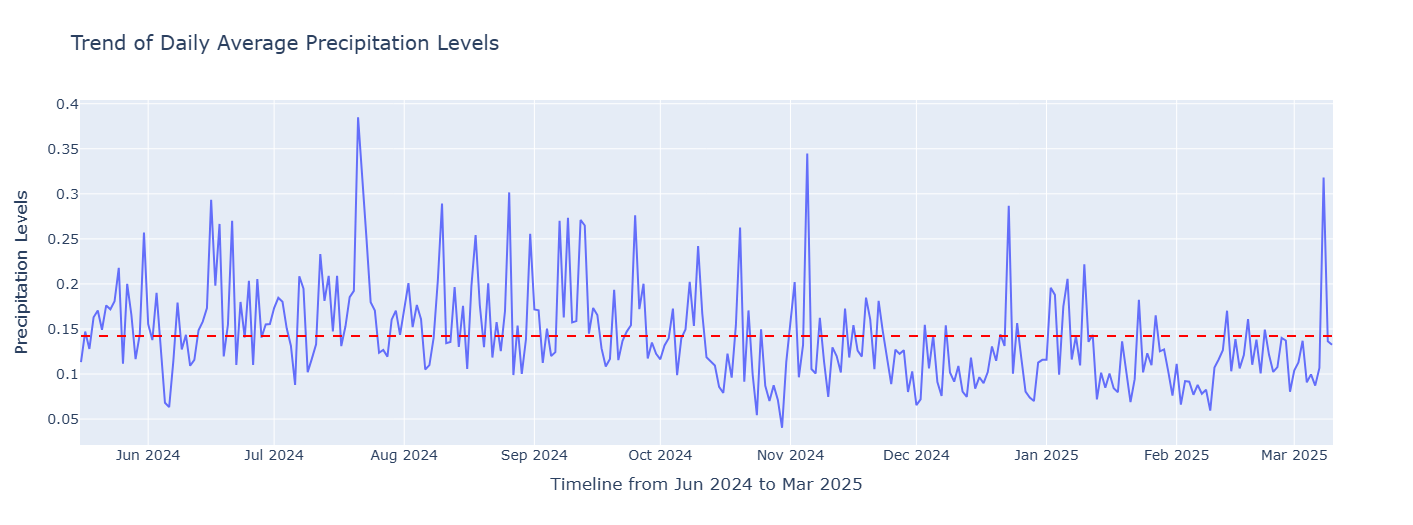 Trend of Daily Average Precipitation Levels
Precipitation Levels
0.4
0.35
0.3
0.25
0.2
0.15
0.1
0.05
Jun 2024 Jul 2024 Aug 2024 Sep 2024 Oct 2024 Nov 2024 Dec 2024 Jan 2025 Feb 2025 Mar 2025
Timeline from Jun 2024 to Mar 2025